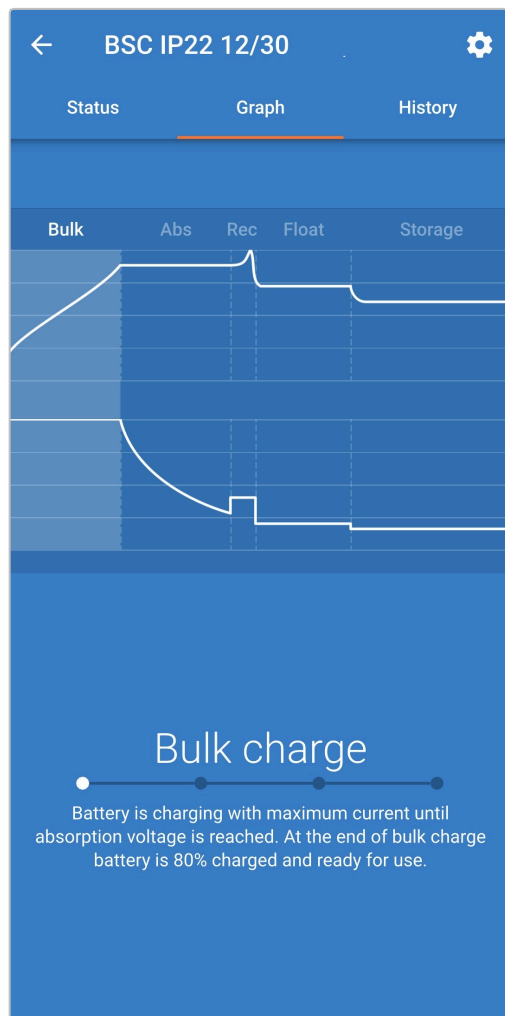 BSC IP22 12/30
Status Graph History
Bulk Abs Rec Float Storage
Bulk charge
Battery is charging with maximum current until
absorption voltage is reached. At the end of bulk charge
battery is 80% charged and ready for use.